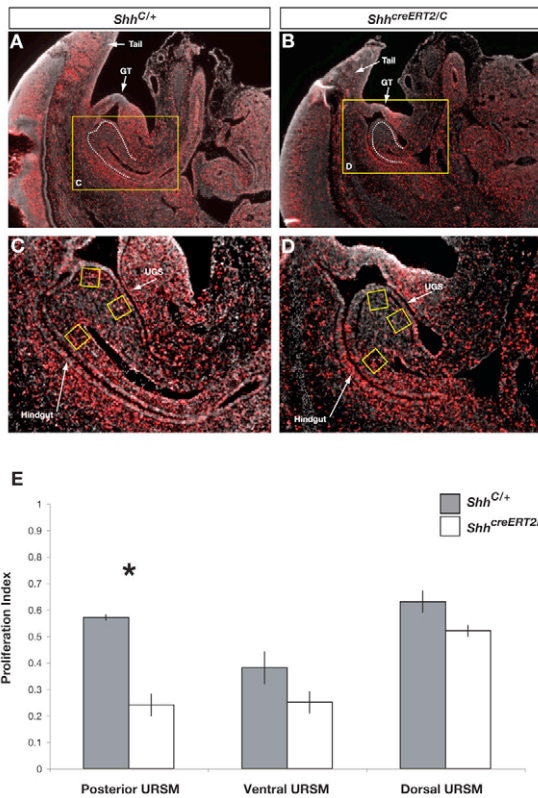 Shh^C/+ Shh^creERT2/C
A Tail GT C
B Tail GT D
C UGS Hindgut
D UGS Hindgut
E
Shh^C/+
Shh^creERT2/
*
Proliferation Index
1
0.9
0.8
0.7
0.6
0.5
0.4
0.3
0.2
0.1
0
Posterior URSM Ventral URSM Dorsal URSM